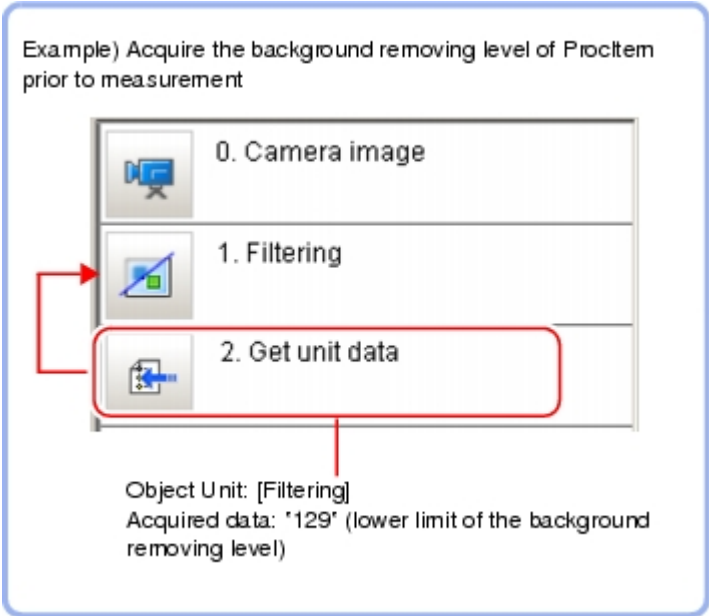 Example) Acquire the background removing level of ProcItem
prior to measurement
0. Camera image
1. Filtering
2. Get unit data
Object Unit: [Filtering]
Acquired data: "129" (lower limit of the background
removing level)